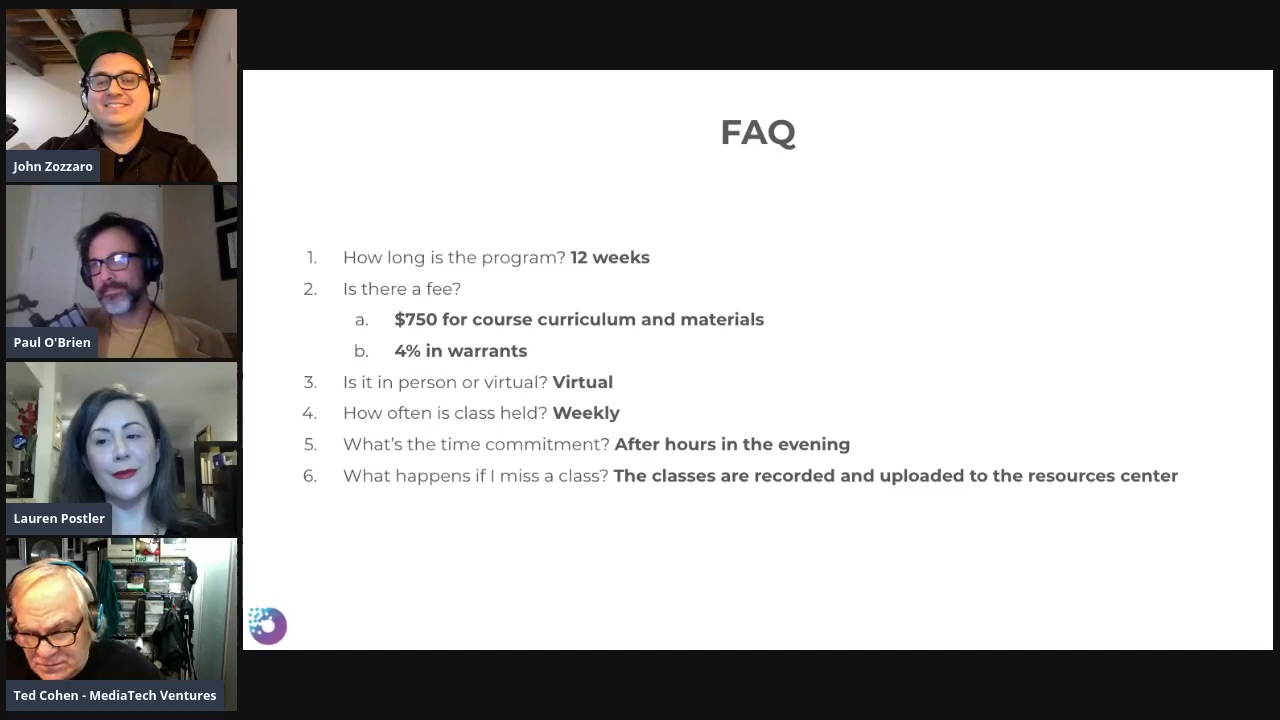 John Zozzaro
Paul O'Brien
Lauren Postler
Ted Cohen - MediaTech Ventures
FAQ
1. How long is the program? 12 weeks
2. Is there a fee?
a. $750 for course curriculum and materials
b. 4% in warrants
3. Is it in person or virtual? Virtual
4. How often is class held? Weekly
5. What's the time commitment? After hours in the evening
6. What happens if I miss a class? The classes are recorded and uploaded to the resources center